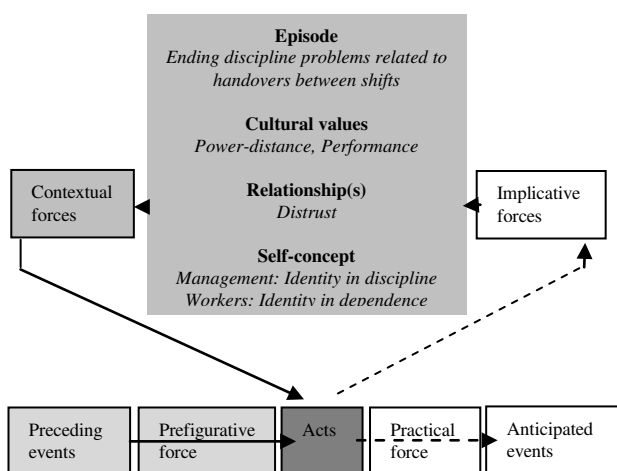 Episode
Ending discipline problems related to
handovers between shifts
Cultural values
Power-distance, Performance
Contextual
forces
Relationship(s)
Distrust
Implicative
forces
Self-concept
Management: Identity in discipline
Workers: Identity in dependence
Preceding
events
Prefigurative
force
Acts
Practical
force
Anticipated
events